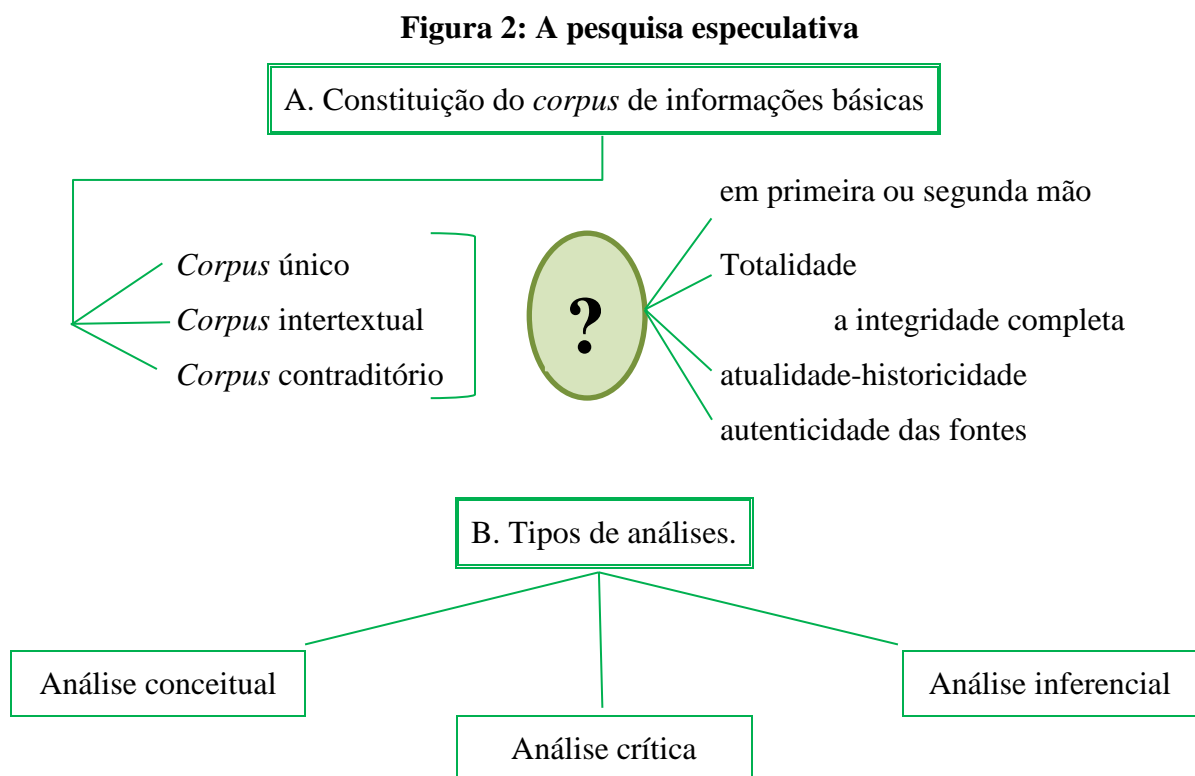 Figura 2: A pesquisa especulativa
A. Constituição do corpus de informações básicas
Corpus único
Corpus intertextual
Corpus contraditório
?
em primeira ou segunda mão
Totalidade
a integridade completa
atualidade-historicidade
autenticidade das fontes
B. Tipos de análises.
Análise conceitual
Análise crítica
Análise inferencial